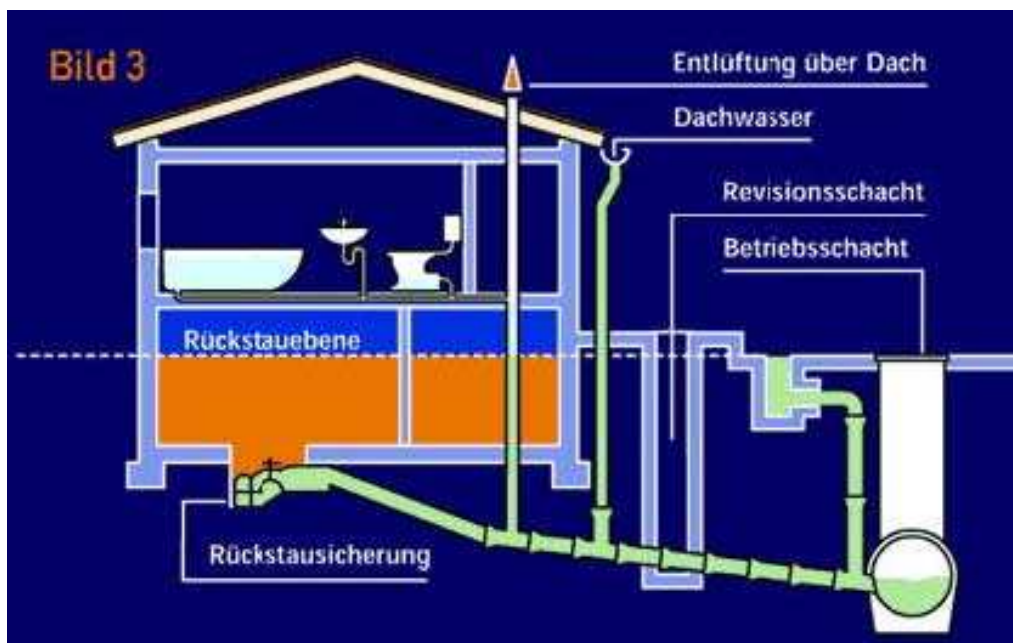 Bild 3
Entlüftung über Dach
Dachwasser
Revisionsschacht
Betriebsschacht
Rückstauebene
Rückstausicherung